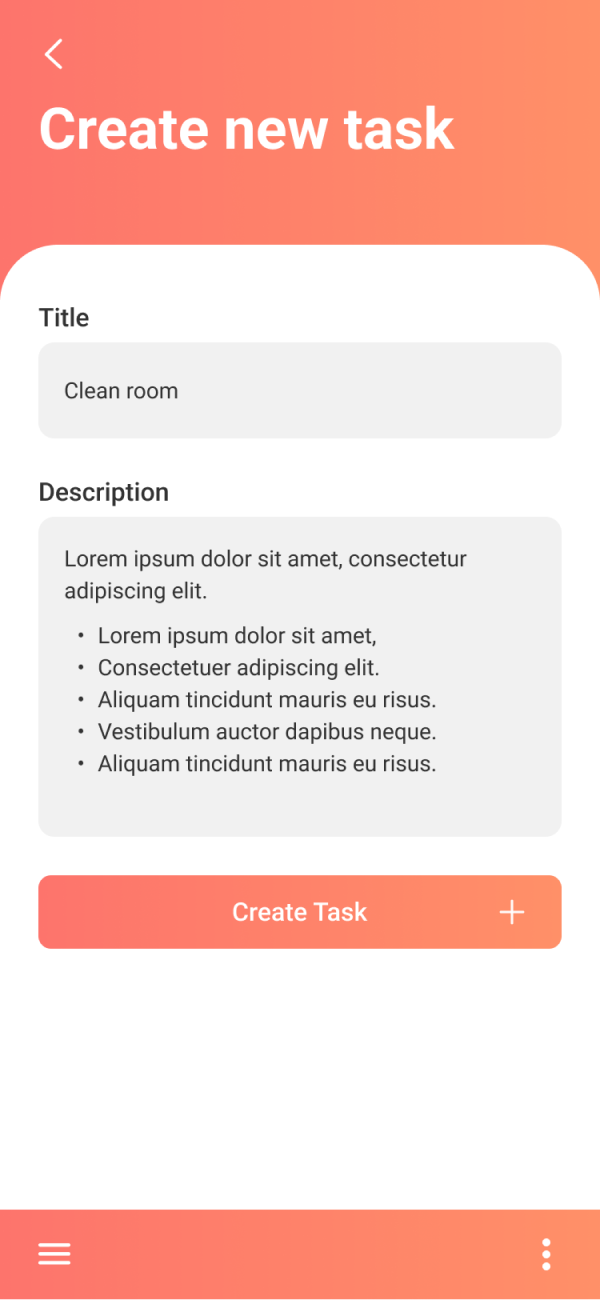 Create new task
Title
Clean room
Description
Lorem ipsum dolor sit amet, consectetur
adipiscing elit.
• Lorem ipsum dolor sit amet,
• Consectetuer adipiscing elit.
• Aliquam tincidunt mauris eu risus.
• Vestibulum auctor dapibus neque.
• Aliquam tincidunt mauris eu risus.
Create Task